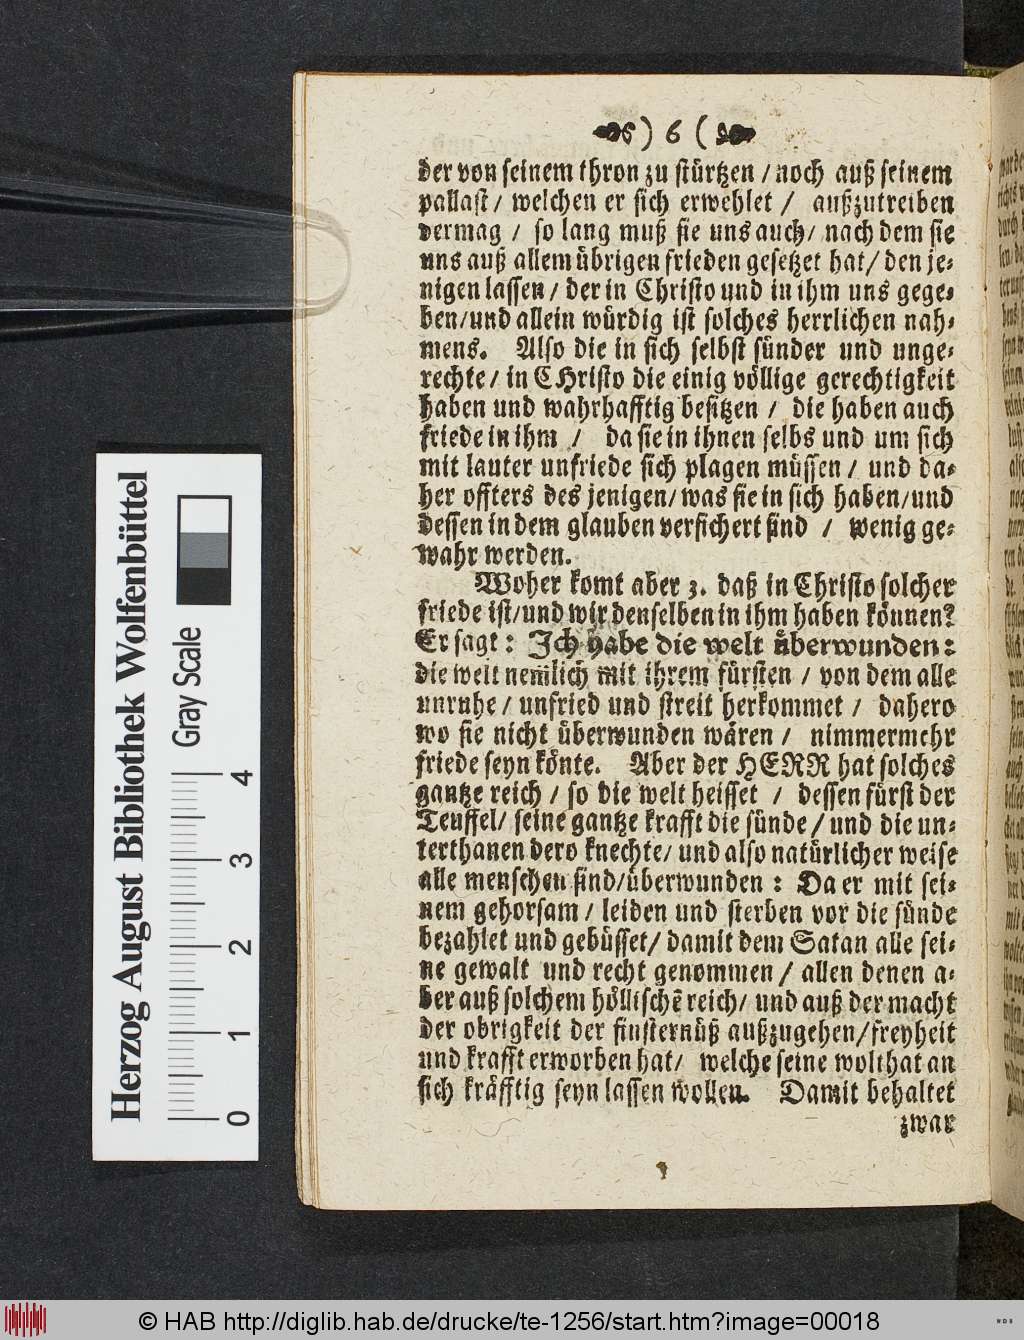 ) 6 (
der von seinem thron zu stürtzen / noch auß seinem
pallast / welchen er sich erwehlet / außzutreiben
vermag / so lang muß sie uns auch / nach dem sie
uns auß allem übrigen frieden gesetzet hat / den je-
nigen lassen / der in Christo und in ihm uns gege-
ben / und allein würdig ist solches herrlichen nah-
mens. Also die in sich selbst sünder und unge-
rechte / in CHristo die einig völlige gerechtigkeit
haben und wahrhafftig besitzen / die haben auch
friede in ihm / da sie in ihnen selbs und um sich
mit lauter unfriede sich plagen müssen / und da-
her offters des jenigen / was sie in sich haben / und
dessen in dem glauben versichert sind / wenig ge-
wahr werden.
Woher komt aber 3. daß in Christo solcher
friede ist / und wir denselben in ihm haben können?
Er sagt : Jch habe die welt überwunden :
die welt nem̃lich mit ihrem fürsten / von dem alle
unruhe / unfried und streit herkommet / dahero
wo sie nicht überwunden wären / nimmermehr
friede seyn könte. Aber der HERR hat solches
gantze reich / so die welt heisset / dessen fürst der
Teuffel / seine gantze krafft die sünde / und die un-
terthanen dero knechte / und also natürlicher weise
alle menschen sind / überwunden : Da er mit sei-
nem gehorsam / leiden und sterben vor die sünde
bezahlet und gebüsset / damit dem Satan alle sei-
ne gewalt und recht genommen / allen denen a-
ber auß solchem höllischẽ reich / und auß der macht
der obrigkeit der finsternüß außzugehen / freyheit
und krafft erworben hat / welche seine wolthat an
sich kräfftig seyn lassen wollen. Damit behaltet
zwar
Herzog August Bibliothek Wolfenbüttel
Gray Scale
0 1 2 3 4
© HAB http://diglib.hab.de/drucke/te-1256/start.htm?image=00018